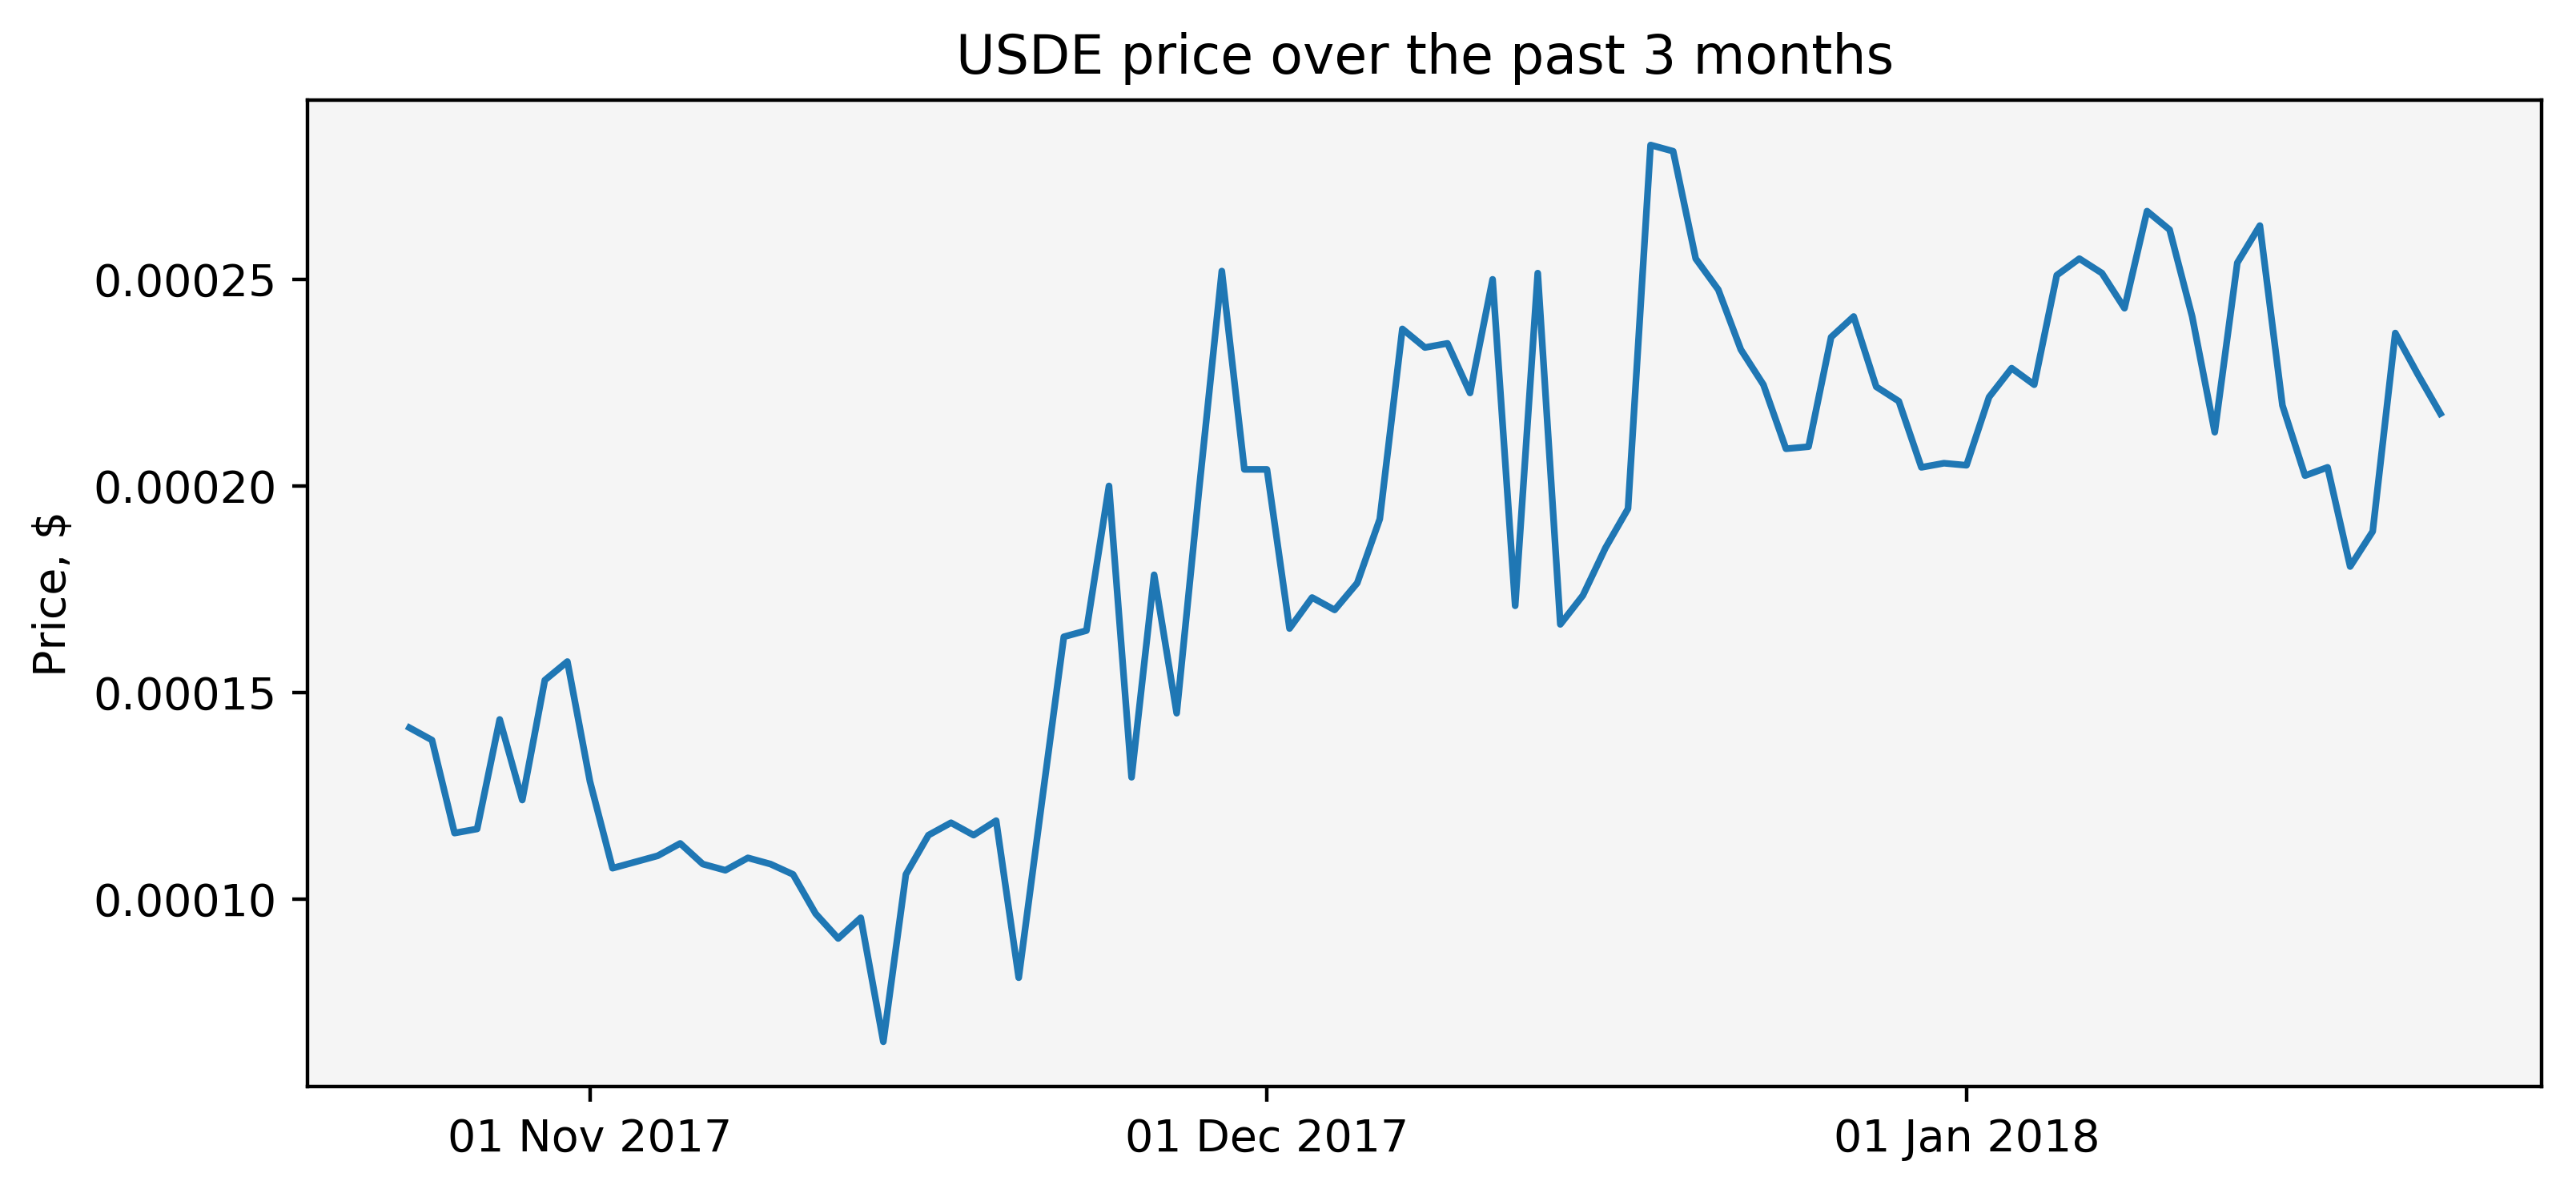 USDE price over the past 3 months
Price, $
0.00025
0.00020
0.00015
0.00010
01 Nov 2017
01 Dec 2017
01 Jan 2018